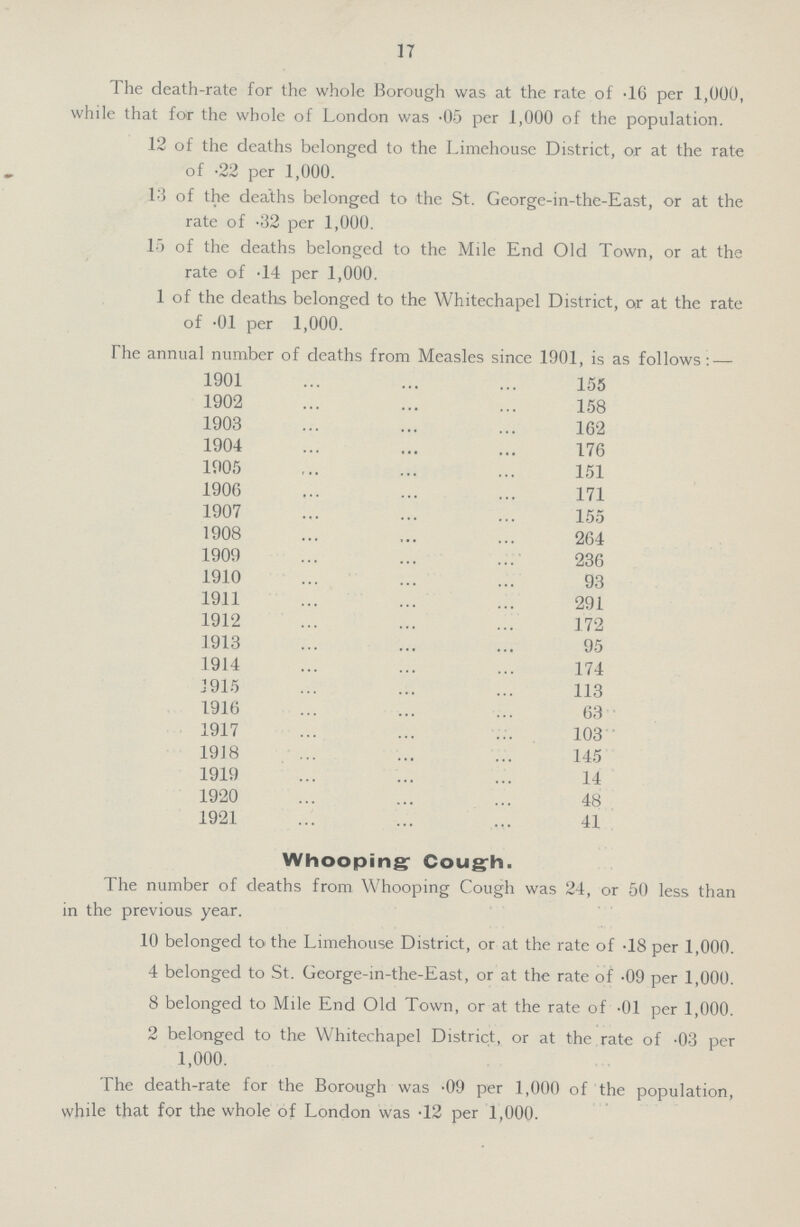 17
The death-rate for the whole Borough was at the rate of ·16 per 1,000,
while that for the whole of London was ·05 per 1,000 of the population.
12 of the deaths belonged to the Limehouse District, or at the rate
of ·22 per 1,000.
13 of the deaths belonged to the St. George-in-the-East, or at the
rate of ·32 per 1,000.
15 of the deaths belonged to the Mile End Old Town, or at the
rate of ·14 per 1,000.
1 of the deaths belonged to the Whitechapel District, or at the rate
of ·01 per 1,000.
The annual number of deaths from Measles since 1901, is as follows:—
1901 ... ... ... 155
1902 ... ... ... 158
1903 ... ... ... 162
1904 ... ... ... 176
1905 ... ... ... 151
1906 ... ... ... 171
1907 ... ... ... 155
1908 ... ... ... 264
1909 ... ... ... 236
1910 ... ... ... 93
1911 ... ... ... 291
1912 ... ... ... 172
1913 ... ... ... 95
1914 ... ... ... 174
1915 ... ... ... 113
1916 ... ... ... 63
1917 ... ... ... 103
1918 ... ... ... 145
1919 ... ... ... 14
1920 ... ... ... 48
1921 ... ... ... 41
Whooping Cough.
The number of deaths from Whooping Cough was 24, or 50 less than
in the previous year.
10 belonged to the Limehouse District, or at the rate of ·18 per 1,000.
4 belonged to St. George-in-the-East, or at the rate of ·09 per 1,000.
8 belonged to Mile End Old Town, or at the rate of ·01 per 1,000.
2 belonged to the Whitechapel District, or at the rate of ·03 per
1,000.
The death-rate for the Borough was ·09 per 1,000 of the population,
while that for the whole of London was ·12 per 1,000.